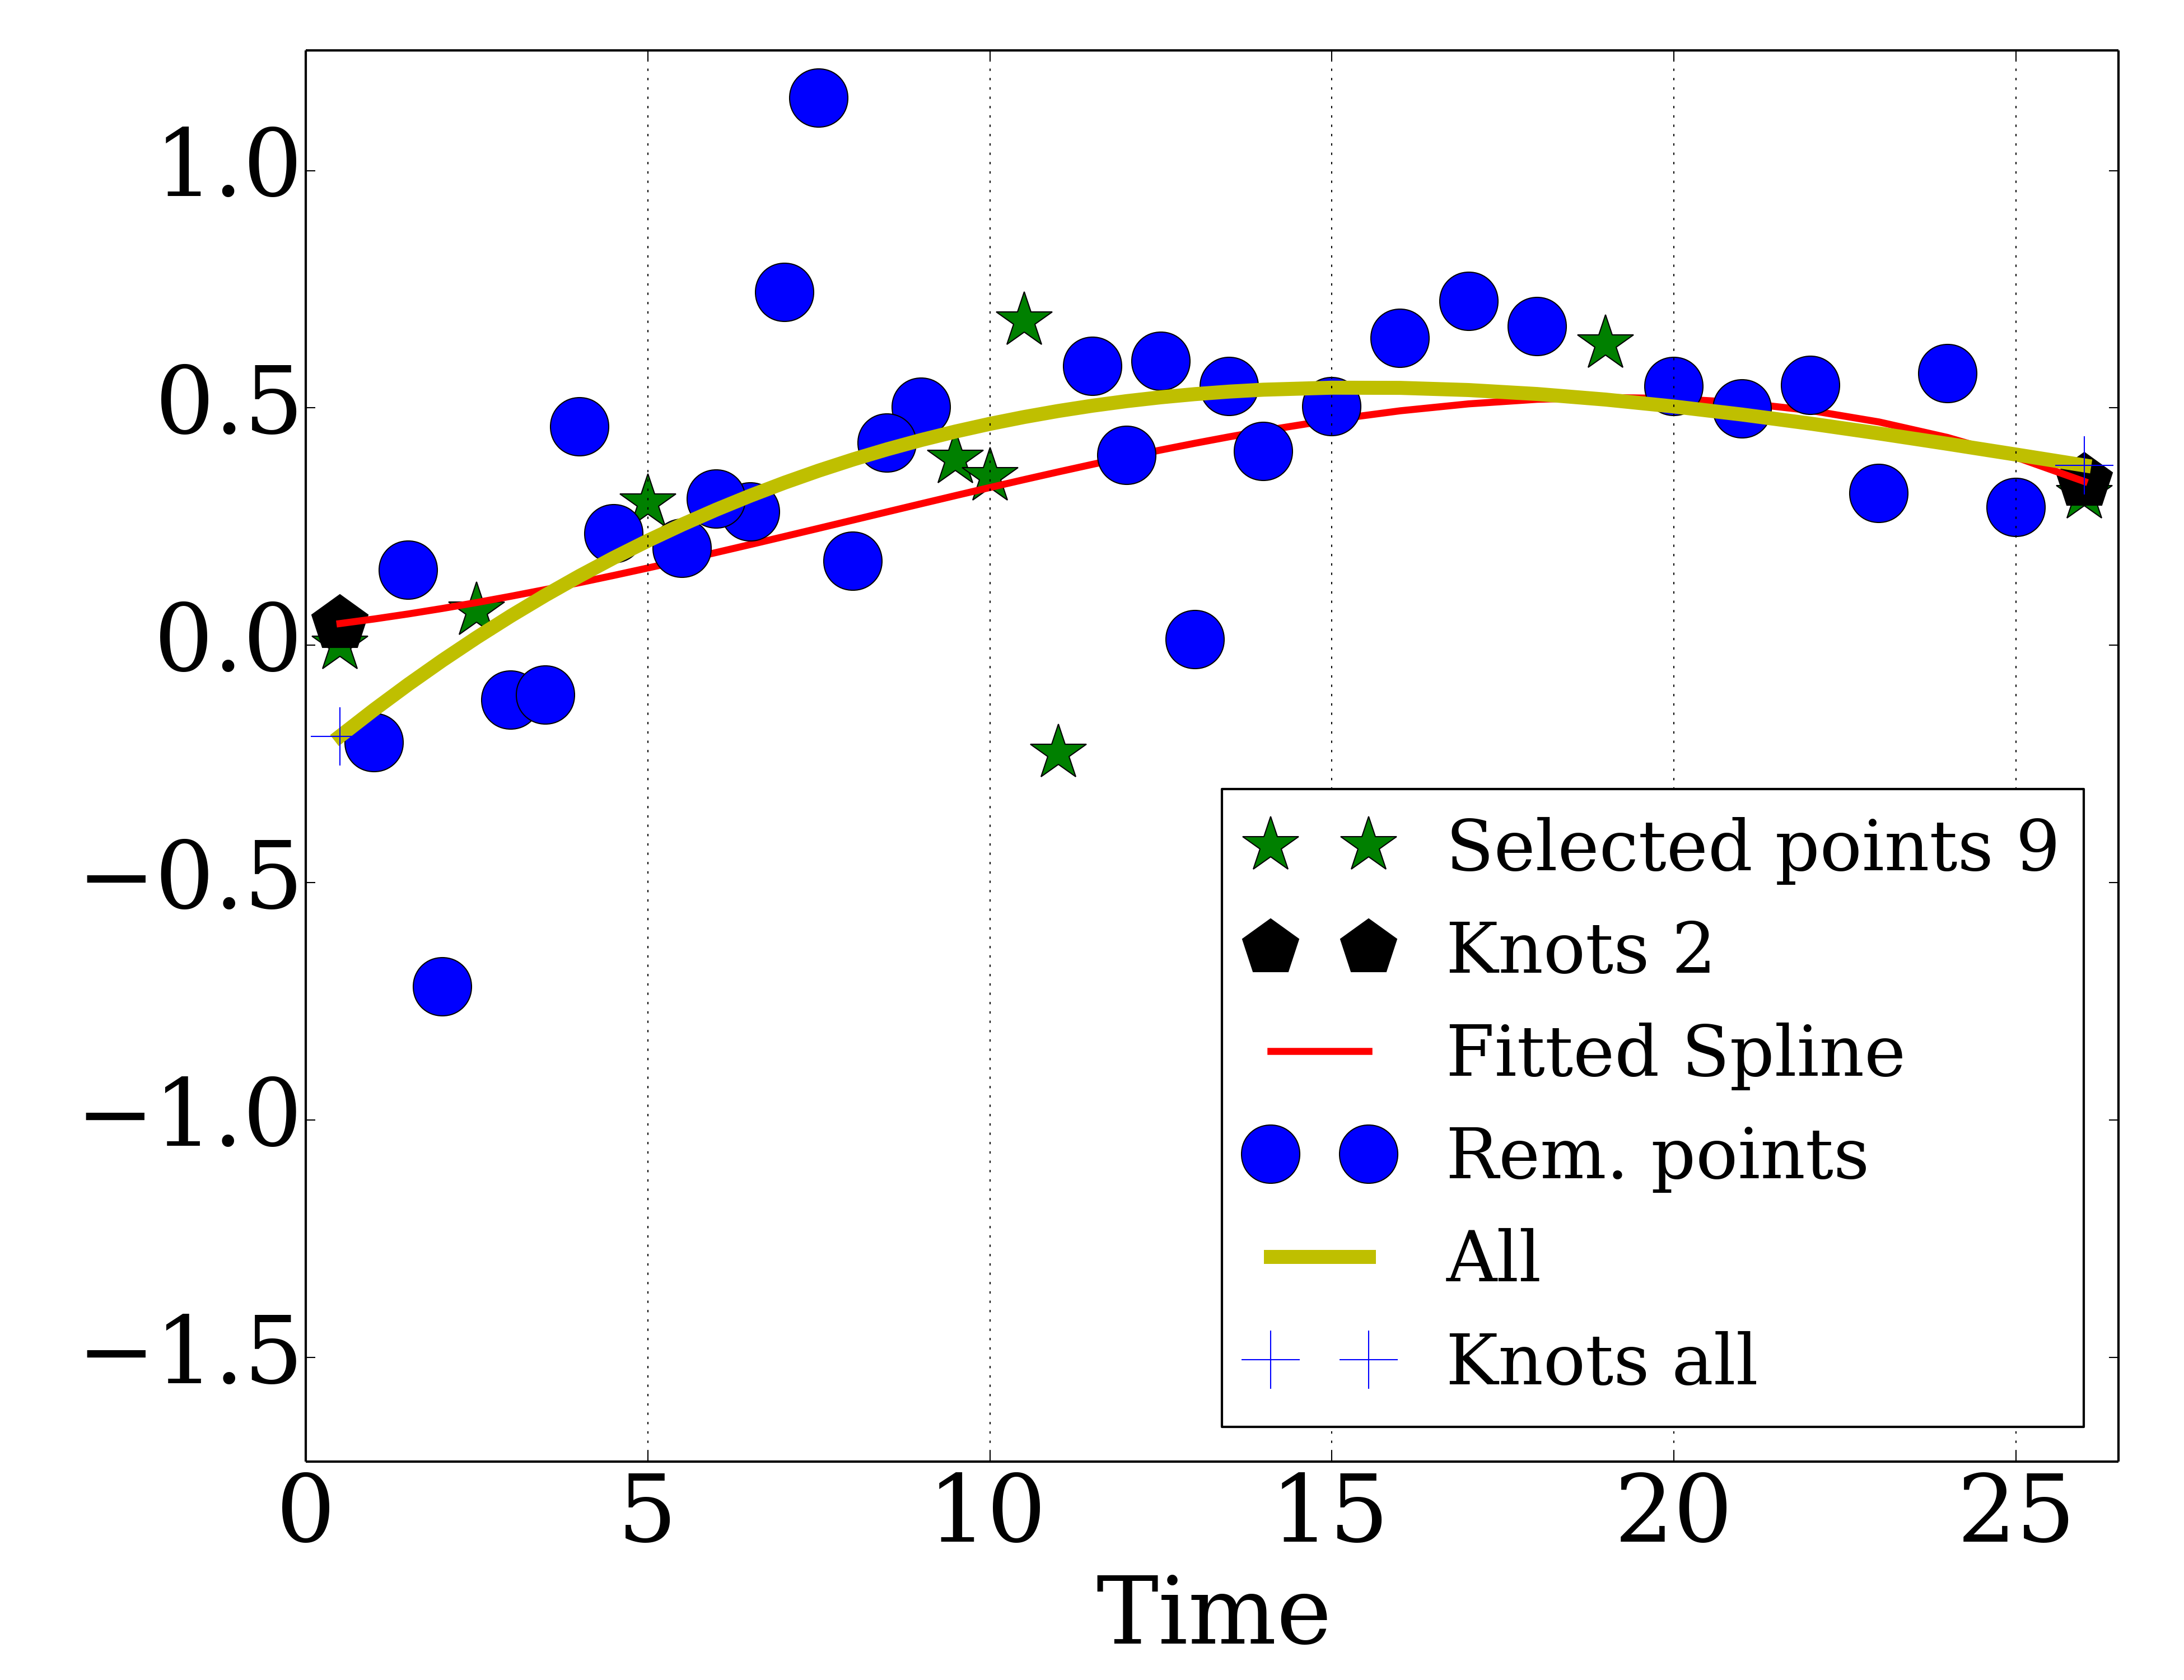 1.0
0.5
0.0
−0.5
−1.0
−1.5
0 5 10 15 20 25
Time
Selected points 9
Knots 2
Fitted Spline
Rem. points
All
Knots all